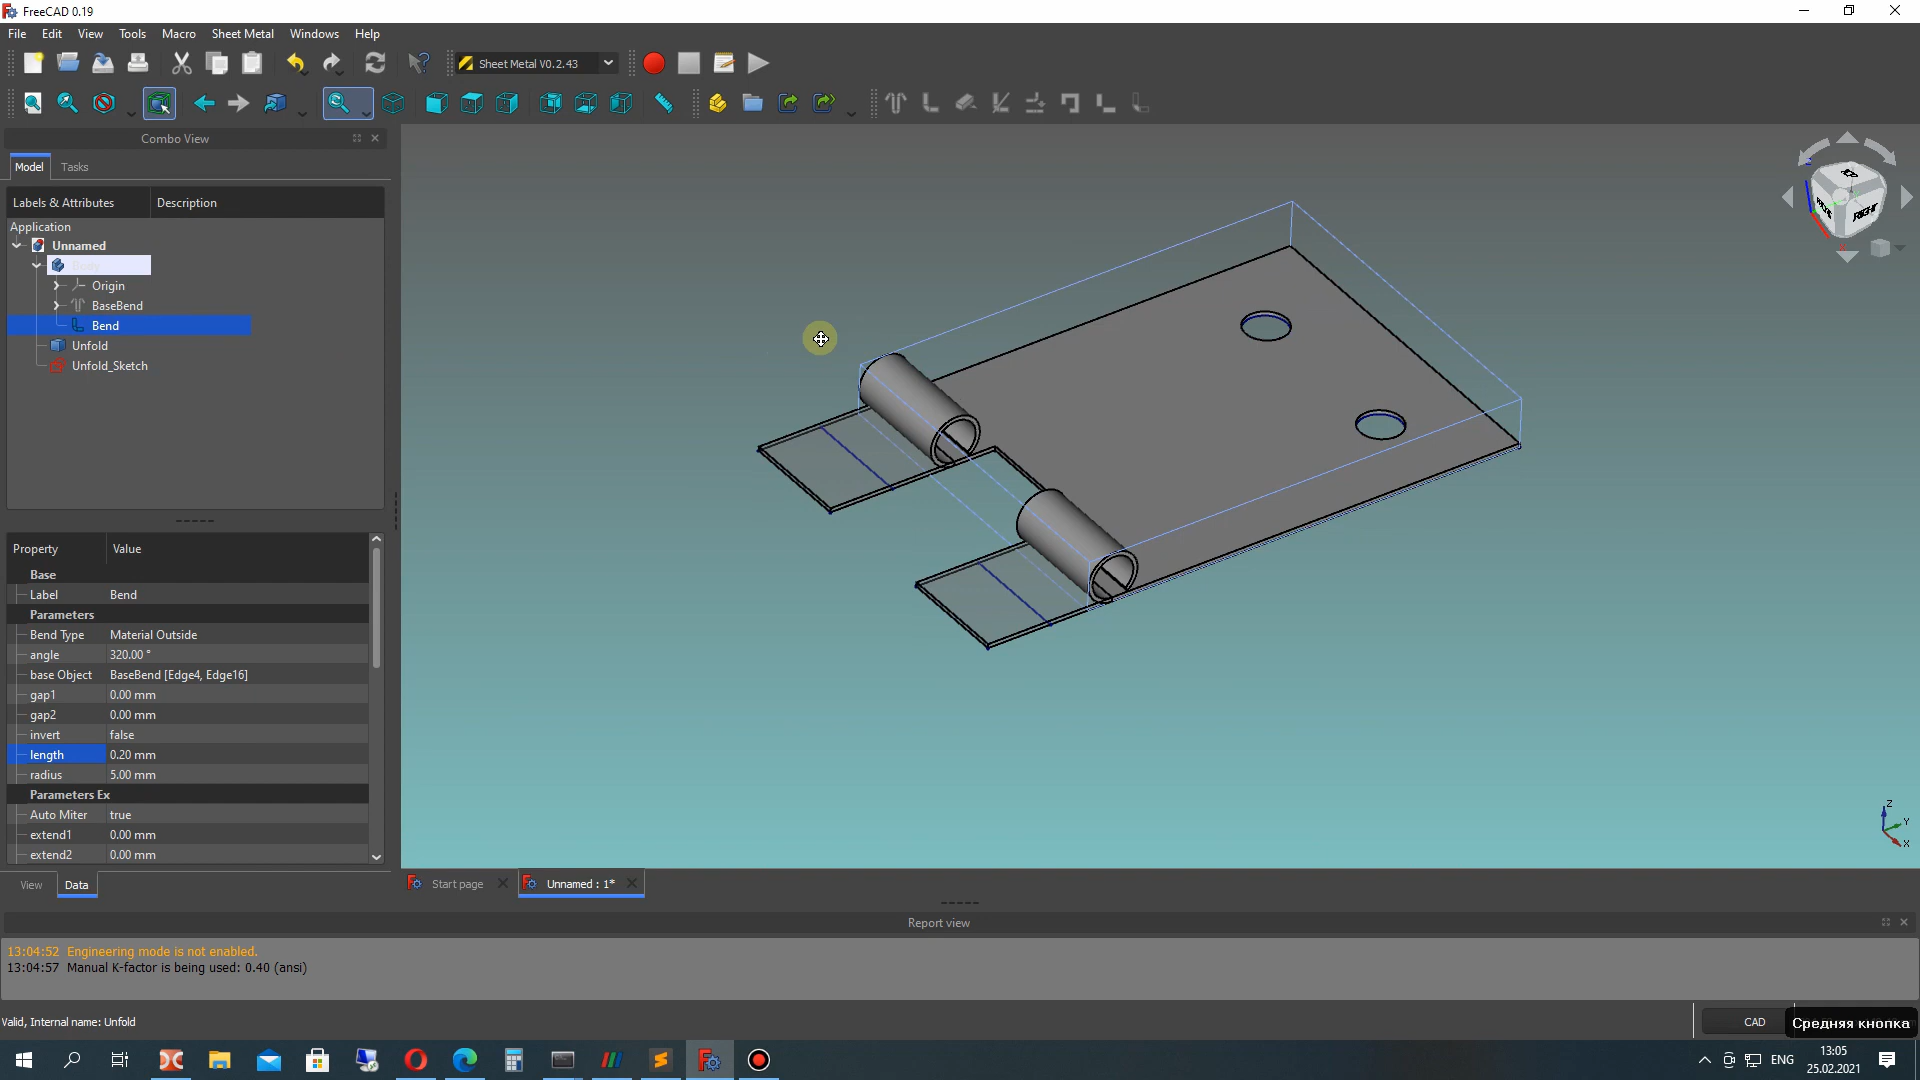 FreeCAD 0.19
File Edit View Tools Macro Sheet Metal Windows Help
Sheet Metal V0.2.43
Combo View
Model Tasks
Labels & Attributes Description
Application
Unnamed
Body
Origin
BaseBend
Bend
Unfold
Unfold_Sketch
Property Value
Base
Label Bend
Parameters
Bend Type Material Outside
angle 320.00 °
base Object BaseBend [Edge4, Edge16]
gap1 0.00 mm
gap2 0.00 mm
invert false
length 0.20 mm
radius 5.00 mm
Parameters Ex
Auto Miter true
extend1 0.00 mm
extend2 0.00 mm
View Data
RIGHT
Z
Y
X
Start page Unnamed : 1*
Report view
13:04:52 Engineering mode is not enabled.
13:04:57 Manual K-factor is being used: 0.40 (ansi)
Valid, Internal name: Unfold
CAD
Средняя кнопка
ENG
13:05
25.02.2021